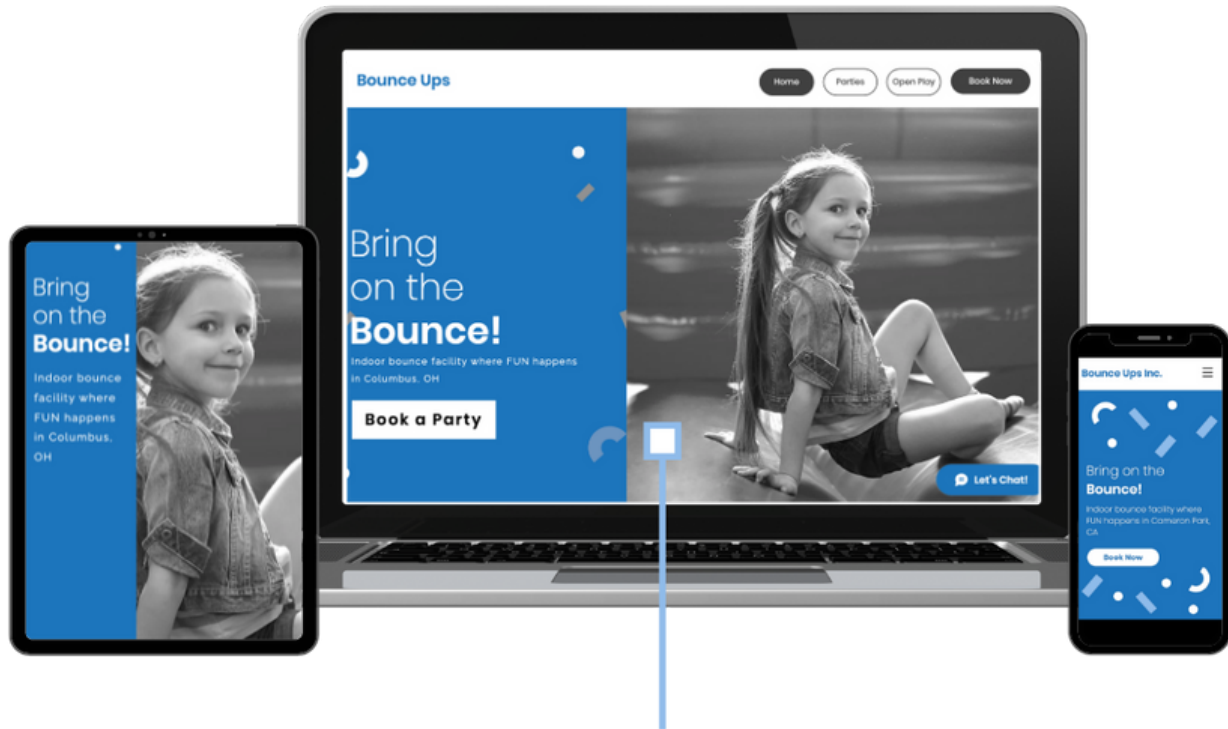 Bounce Ups
Home
Parties
Open Play
Book Now
Bring
on the
Bounce!
Indoor bounce facility where FUN happens
in Columbus, OH
Book a Party
Let's Chat!
Bring
on the
Bounce!
Indoor bounce
facility where
FUN happens
in Columbus,
OH
Bounce Ups Inc.
Bring on the
Bounce!
Indoor bounce facility where
FUN happens in Cameron Park,
CA
Book Now